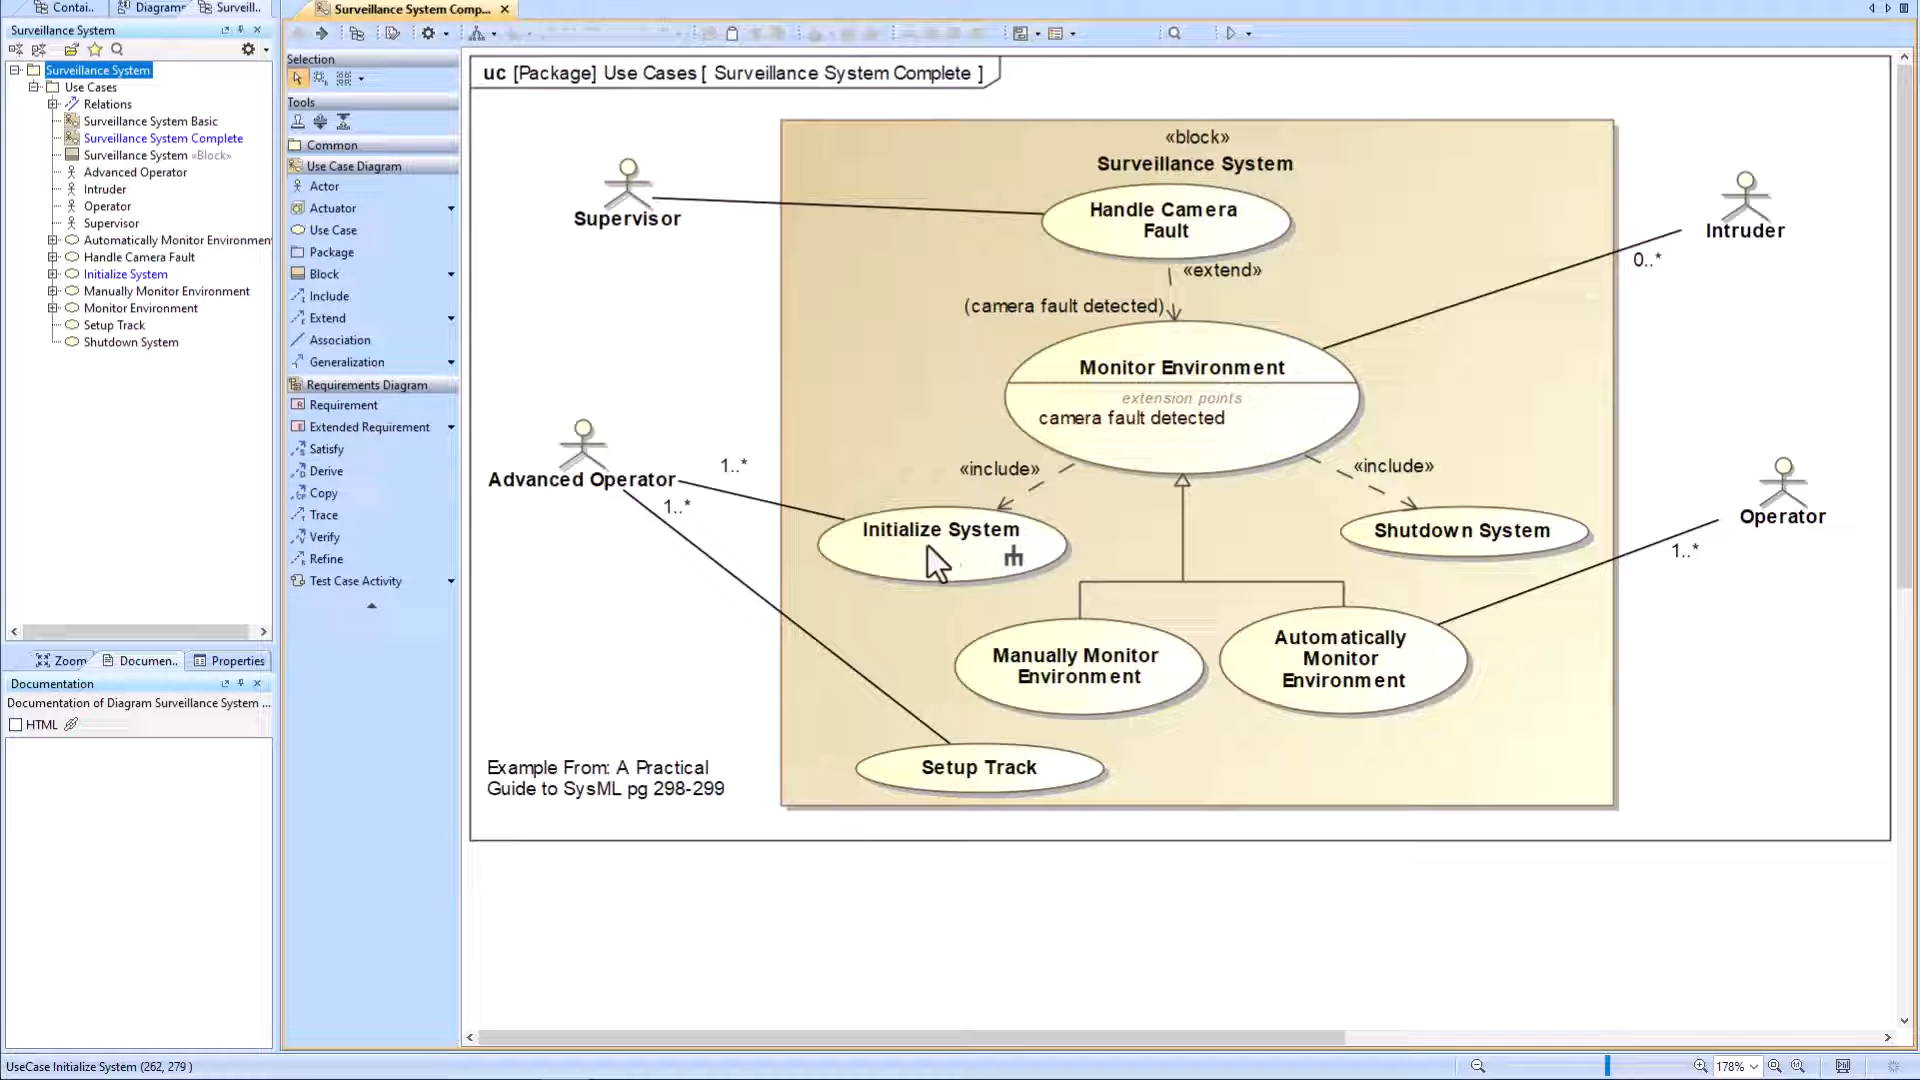 Contai..
Diagrams
Surveill..
Surveillance System Comp...
Surveillance System
Surveillance System
Use Cases
Relations
Surveillance System Basic
Surveillance System Complete
Surveillance System «Block»
Advanced Operator
Intruder
Operator
Supervisor
Automatically Monitor Environmen
Handle Camera Fault
Initialize System
Manually Monitor Environment
Monitor Environment
Setup Track
Shutdown System
Zoom
Documen..
Properties
Documentation
Documentation of Diagram Surveillance System ...
HTML
Selection
Tools
Common
Use Case Diagram
Actor
Actuator
Use Case
Package
Block
Include
Extend
Association
Generalization
Requirements Diagram
Requirement
Extended Requirement
Satisfy
Derive
Copy
Trace
Verify
Refine
Test Case Activity
uc [Package] Use Cases [ Surveillance System Complete ]
«block»
Surveillance System
Supervisor
Handle Camera
Fault
Intruder
0..*
«extend»
(camera fault detected)
Monitor Environment
extension points
camera fault detected
Advanced Operator
1..*
1..*
«include»
«include»
Initialize System
Shutdown System
Operator
1..*
Manually Monitor
Environment
Automatically
Monitor
Environment
Setup Track
Example From: A Practical
Guide to SysML pg 298-299
UseCase Initialize System (262, 279 )
178%